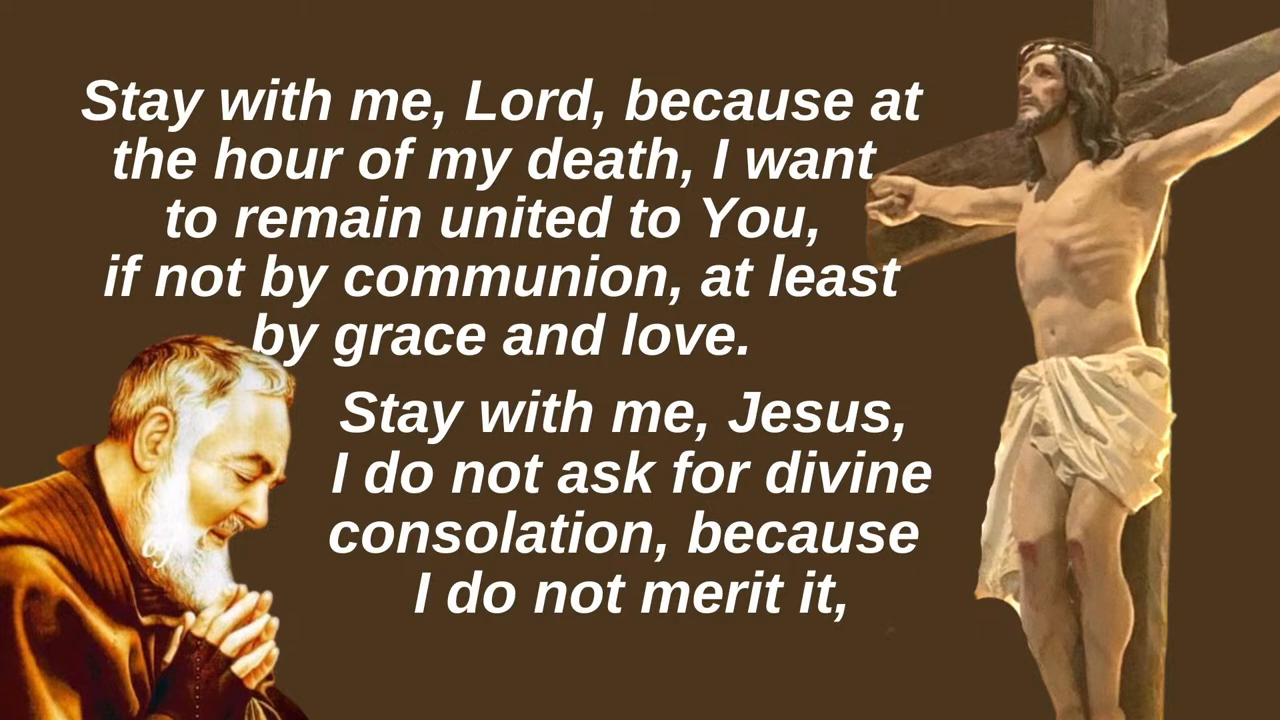 Stay with me, Lord, because at
the hour of my death, I want
to remain united to You,
if not by communion, at least
by grace and love.
Stay with me, Jesus,
I do not ask for divine
consolation, because
I do not merit it,